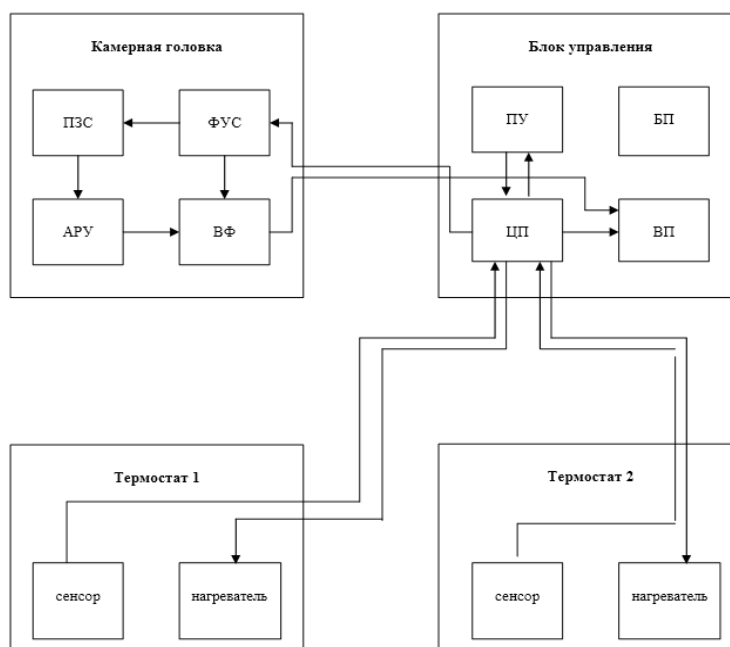 Камерная головка
Блок управления
ПЗС
ФУС
ПУ
БП
АРУ
ВФ
ЦП
ВП
Термостат 1
Термостат 2
сенсор
нагреватель
сенсор
нагреватель